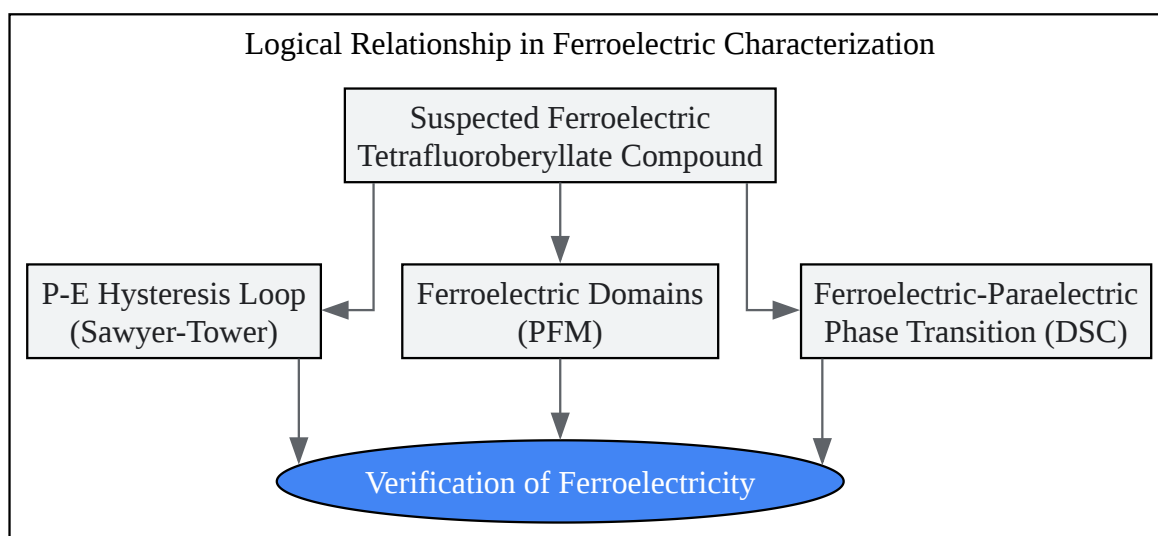 Logical Relationship in Ferroelectric Characterization
Suspected Ferroelectric
Tetrafluoroberyllate Compound
P-E Hysteresis Loop
(Sawyer-Tower)
Ferroelectric Domains
(PFM)
Ferroelectric-Paraelectric
Phase Transition (DSC)
Verification of Ferroelectricity